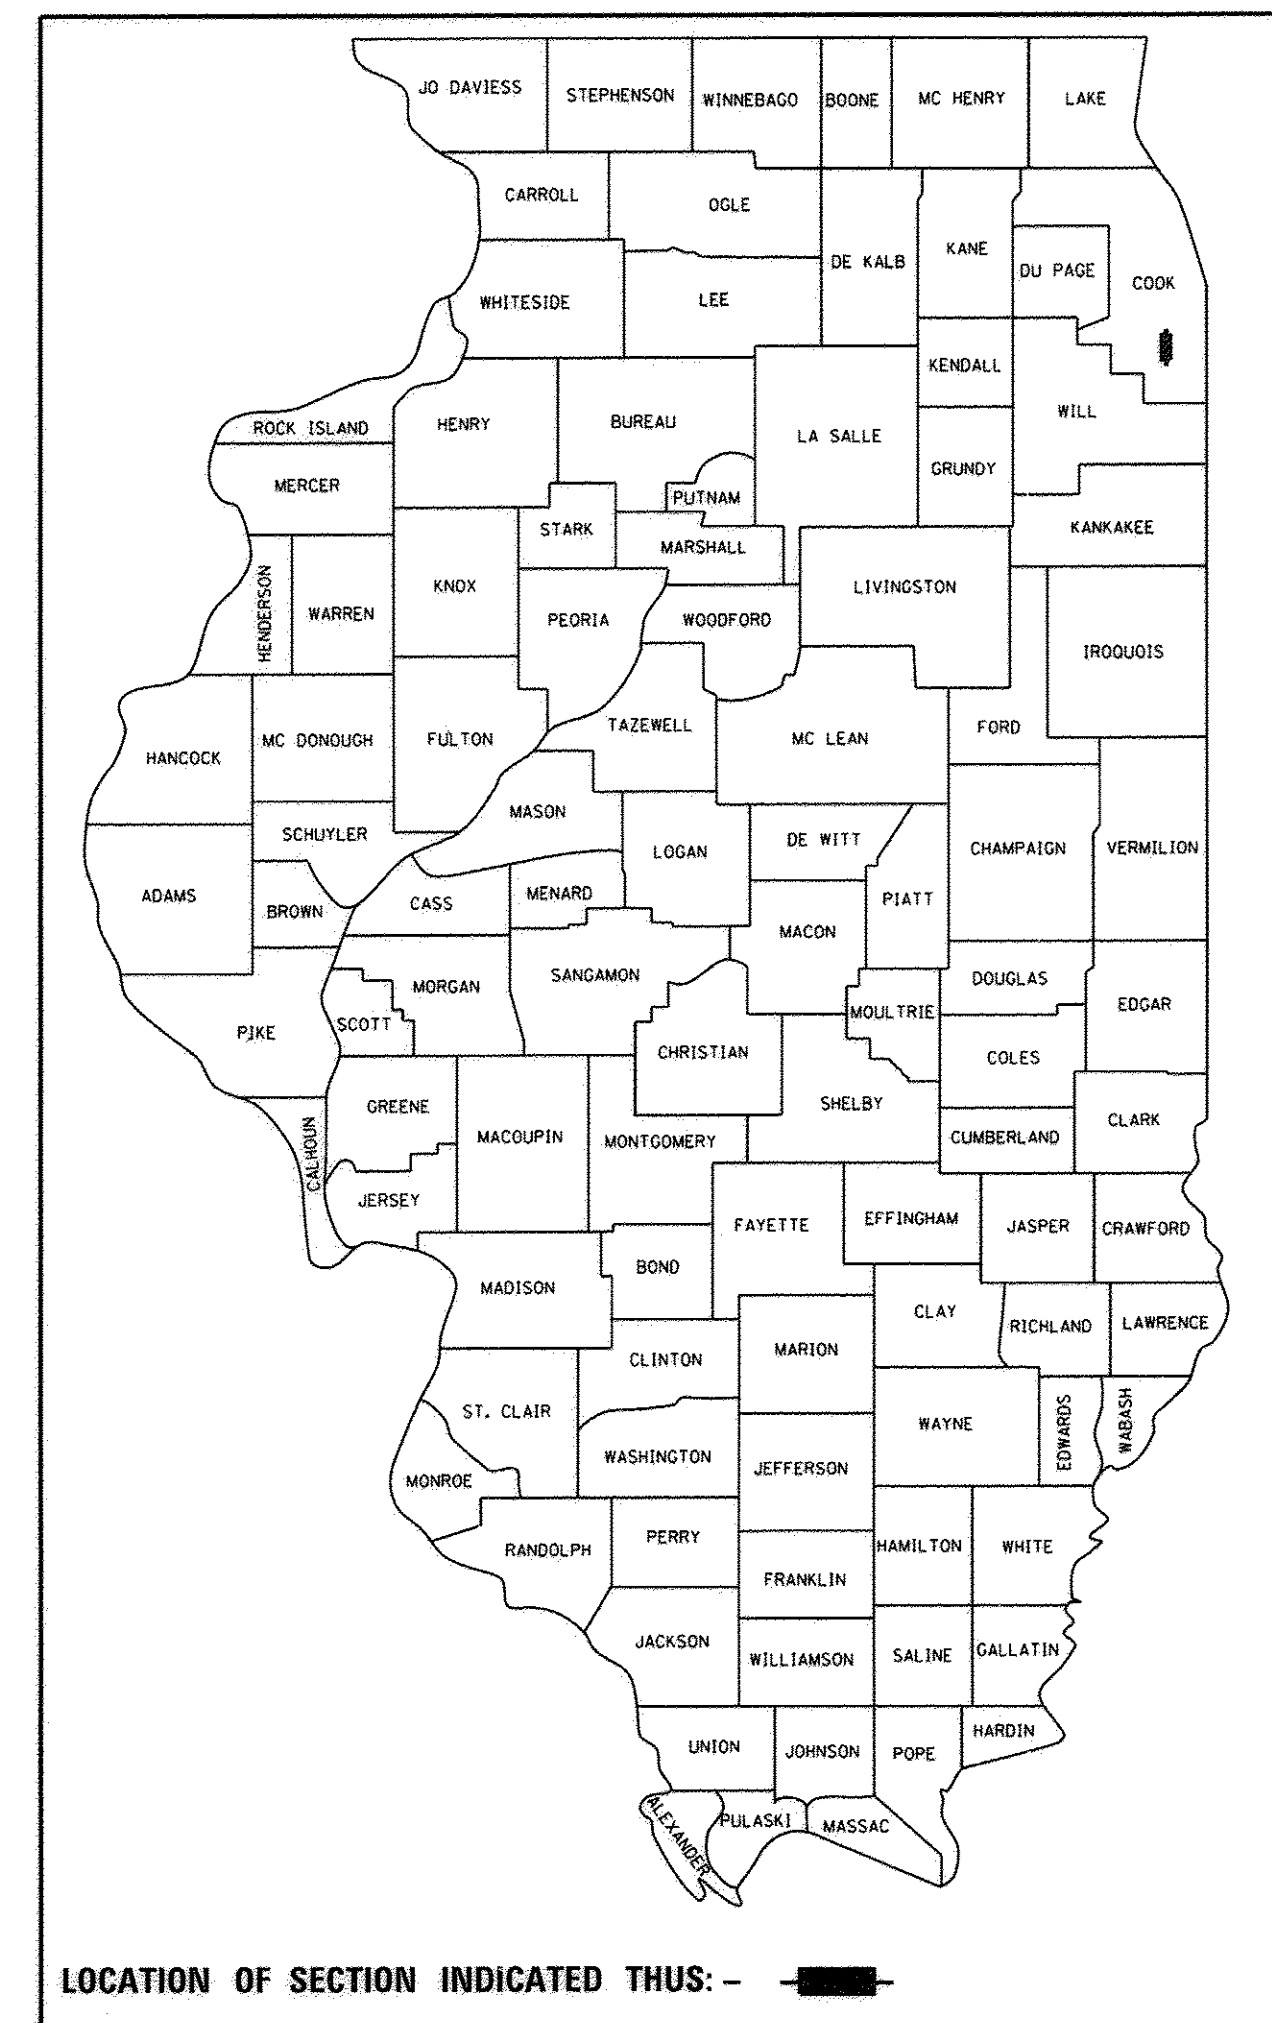 JO DAVIESS
STEPHENSON
WINNEBAGO
BOONE
MC HENRY
LAKE
CARROLL
OGLE
DE KALB
KANE
DU PAGE
COOK
WHITESIDE
LEE
KENDALL
WILL
ROCK ISLAND
HENRY
BUREAU
LA SALLE
GRUNDY
MERCER
PUTNAM
KANKAKEE
STARK
MARSHALL
HENDERSON
WARREN
KNOX
PEORIA
WOODFORD
LIVINGSTON
IROQUOIS
HANCOCK
MC DONOUGH
FULTON
TAZEWELL
MC LEAN
FORD
MASON
SCHUYLER
LOGAN
DE WITT
CHAMPAIGN
VERMILION
ADAMS
BROWN
CASS
MENARD
PIATT
MACON
MORGAN
SANGAMON
DOUGLAS
EDGAR
PIKE
SCOTT
MOULTRIE
CHRISTIAN
COLES
GREENE
SHELBY
CALHOUN
MACOUPIN
MONTGOMERY
CUMBERLAND
CLARK
JERSEY
FAYETTE
EFFINGHAM
JASPER
CRAWFORD
MADISON
BOND
CLAY
RICHLAND
LAWRENCE
CLINTON
MARION
ST. CLAIR
WAYNE
EDWARDS
WABASH
WASHINGTON
JEFFERSON
MONROE
RANDOLPH
PERRY
HAMILTON
WHITE
FRANKLIN
JACKSON
WILLIAMSON
SALINE
GALLATIN
UNION
JOHNSON
POPE
HARDIN
ALEXANDER
PULASKI
MASSAC
LOCATION OF SECTION INDICATED THUS: –